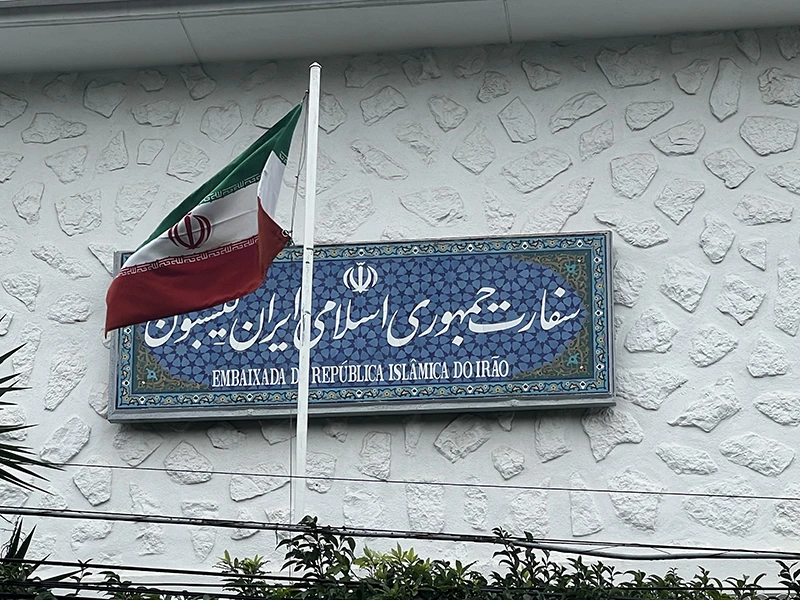 سفارت جمهوری اسلامی ایران لیسبون
EMBAIXADA DA REPÚBLICA ISLÂMICA DO IRÃO